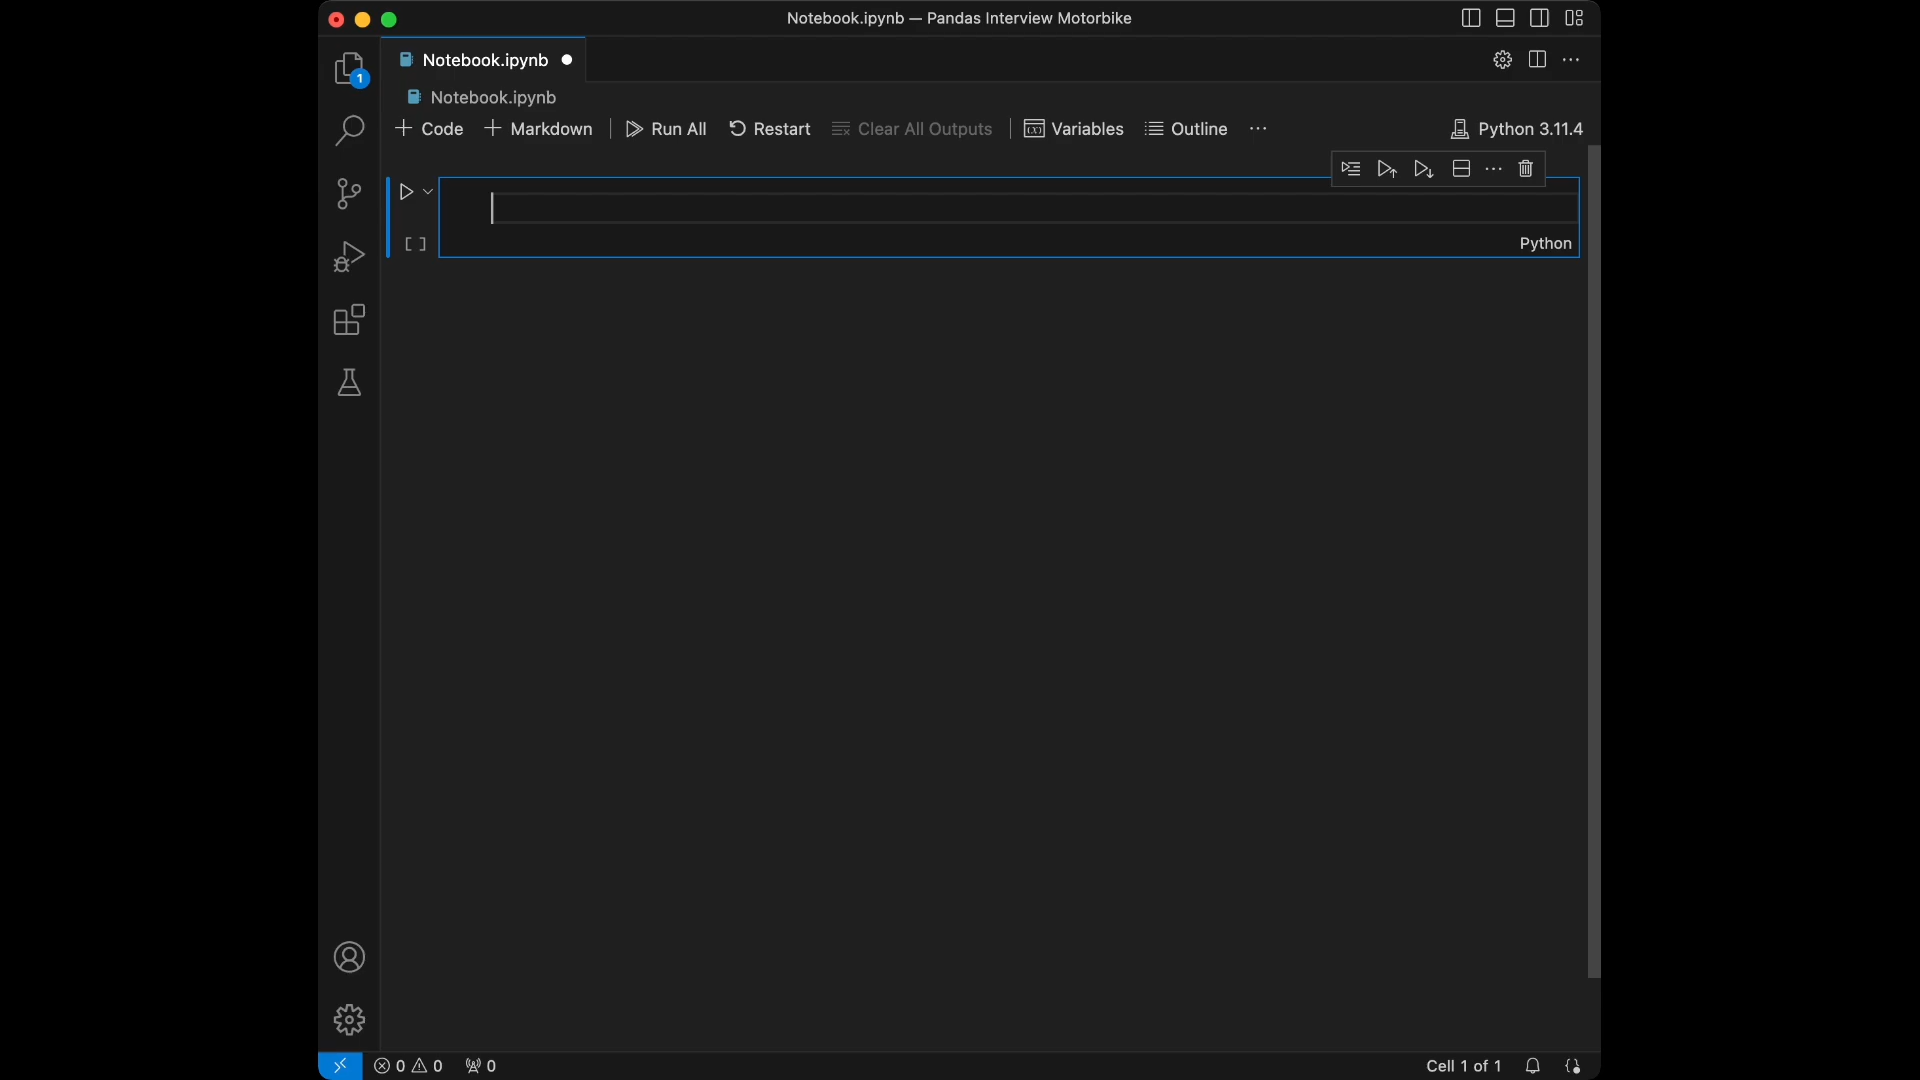 Notebook.ipynb — Pandas Interview Motorbike
1
Notebook.ipynb
Notebook.ipynb
Code Markdown Run All Restart Clear All Outputs Variables Outline ··· Python 3.11.4
[ ]
Python
0 0 0 Cell 1 of 1